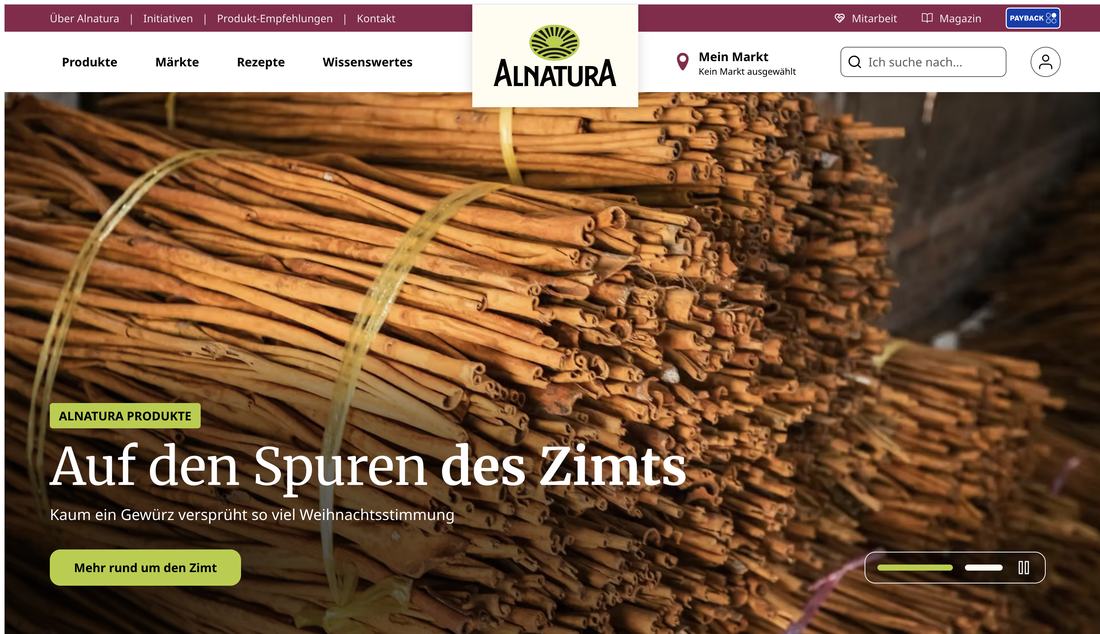 Über Alnatura | Initiativen | Produkt-Empfehlungen | Kontakt
Mitarbeit
Magazin
PAYBACK
Produkte
Märkte
Rezepte
Wissenswertes
ALNATURA
Mein Markt
Kein Markt ausgewählt
Ich suche nach...
ALNATURA PRODUKTE
Auf den Spuren des Zimts
Kaum ein Gewürz versprüht so viel Weihnachtsstimmung
Mehr rund um den Zimt